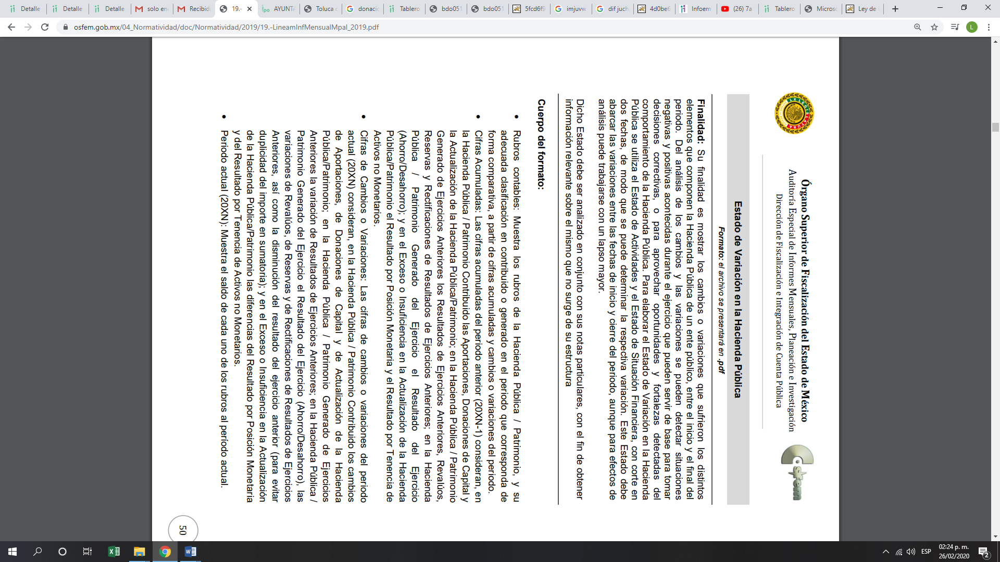 Detalle
Detalle
Detalle
solo en
Recibid
19.-
AYUNT
Toluca
donacio
Tablero
bdo051
bdo051
5fcd6f9
imjuvw
dif juch
4d0be6
Infoem
(26) 7a
Tablero
Micros
Ley de
osfem.gob.mx/04_Normatividad/doc/Normatividad/2019/19.-LineamInfMensualMpal_2019.pdf
L
Órgano Superior de Fiscalización del Estado de México
Auditoría Especial de Informes Mensuales, Planeación e Investigación
Dirección de Fiscalización e Integración de Cuenta Pública
LX LEGISLATURA
osfem
Estado de Variación en la Hacienda Pública
Formato: el archivo se presentará en .pdf
Finalidad: Su finalidad es mostrar los cambios o variaciones que sufrieron los distintos
elementos que componen la Hacienda Pública de un ente público, entre el inicio y el final del
periodo. Del análisis de los cambios y las variaciones se pueden detectar situaciones
negativas y positivas acontecidas durante el ejercicio que pueden servir de base para tomar
decisiones correctivas, o para aprovechar oportunidades y fortalezas detectadas del
comportamiento de la Hacienda Pública. Para elaborar el Estado de Variación en la Hacienda
Pública se utiliza el Estado de Actividades y el Estado de Situación Financiera, con corte en
dos fechas, de modo que se puede determinar la respectiva variación. Este Estado debe
abarcar las variaciones entre las fechas de inicio y cierre del periodo, aunque para efectos de
análisis puede trabajarse con un lapso mayor.
Dicho Estado debe ser analizado en conjunto con sus notas particulares, con el fin de obtener
información relevante sobre el mismo que no surge de su estructura
Cuerpo del formato:
• Rubros contables: Muestra los rubros de la Hacienda Pública / Patrimonio, y su
adecuada clasificación en contribuido o generado en el periodo que corresponda de
forma comparativa, a partir de cifras acumuladas y cambios o variaciones del periodo.
• Cifras Acumuladas: Las cifras acumuladas del periodo anterior (20XN-1) consideran, en
la Hacienda Pública / Patrimonio Contribuido las Aportaciones, Donaciones de Capital y
la Actualización de la Hacienda Pública/Patrimonio; en la Hacienda Pública / Patrimonio
Generado de Ejercicios Anteriores los Resultados de Ejercicios Anteriores, Revalúos,
Reservas y Rectificaciones de Resultados de Ejercicios Anteriores; en la Hacienda
Pública / Patrimonio Generado del Ejercicio el Resultado del Ejercicio
(Ahorro/Desahorro); y en el Exceso o Insuficiencia en la Actualización de la Hacienda
Pública/Patrimonio el Resultado por Posición Monetaria y el Resultado por Tenencia de
Activos no Monetarios.
• Cifras de Cambios o Variaciones: Las cifras de cambios o variaciones del periodo
actual (20XN) consideran, en la Hacienda Pública / Patrimonio Contribuido los cambios
de Aportaciones, de Donaciones de Capital y de Actualización de la Hacienda
Pública/Patrimonio; en la Hacienda Pública / Patrimonio Generado de Ejercicios
Anteriores la variación de Resultados de Ejercicios Anteriores; en la Hacienda Pública /
Patrimonio Generado del Ejercicio el Resultado del Ejercicio (Ahorro/Desahorro), las
variaciones de Revalúos, de Reservas y de Rectificaciones de Resultados de Ejercicios
Anteriores, así como la disminución del resultado del ejercicio anterior (para evitar
duplicidad del importe en sumatoria); y en el Exceso o Insuficiencia en la Actualización
de la Hacienda Pública/Patrimonio las diferencias del Resultado por Posición Monetaria
y del Resultado por Tenencia de Activos no Monetarios.
• Periodo actual (20XN): Muestra el saldo de cada uno de los rubros al período actual.
50
ESP
02:24 p. m.
26/02/2020
2